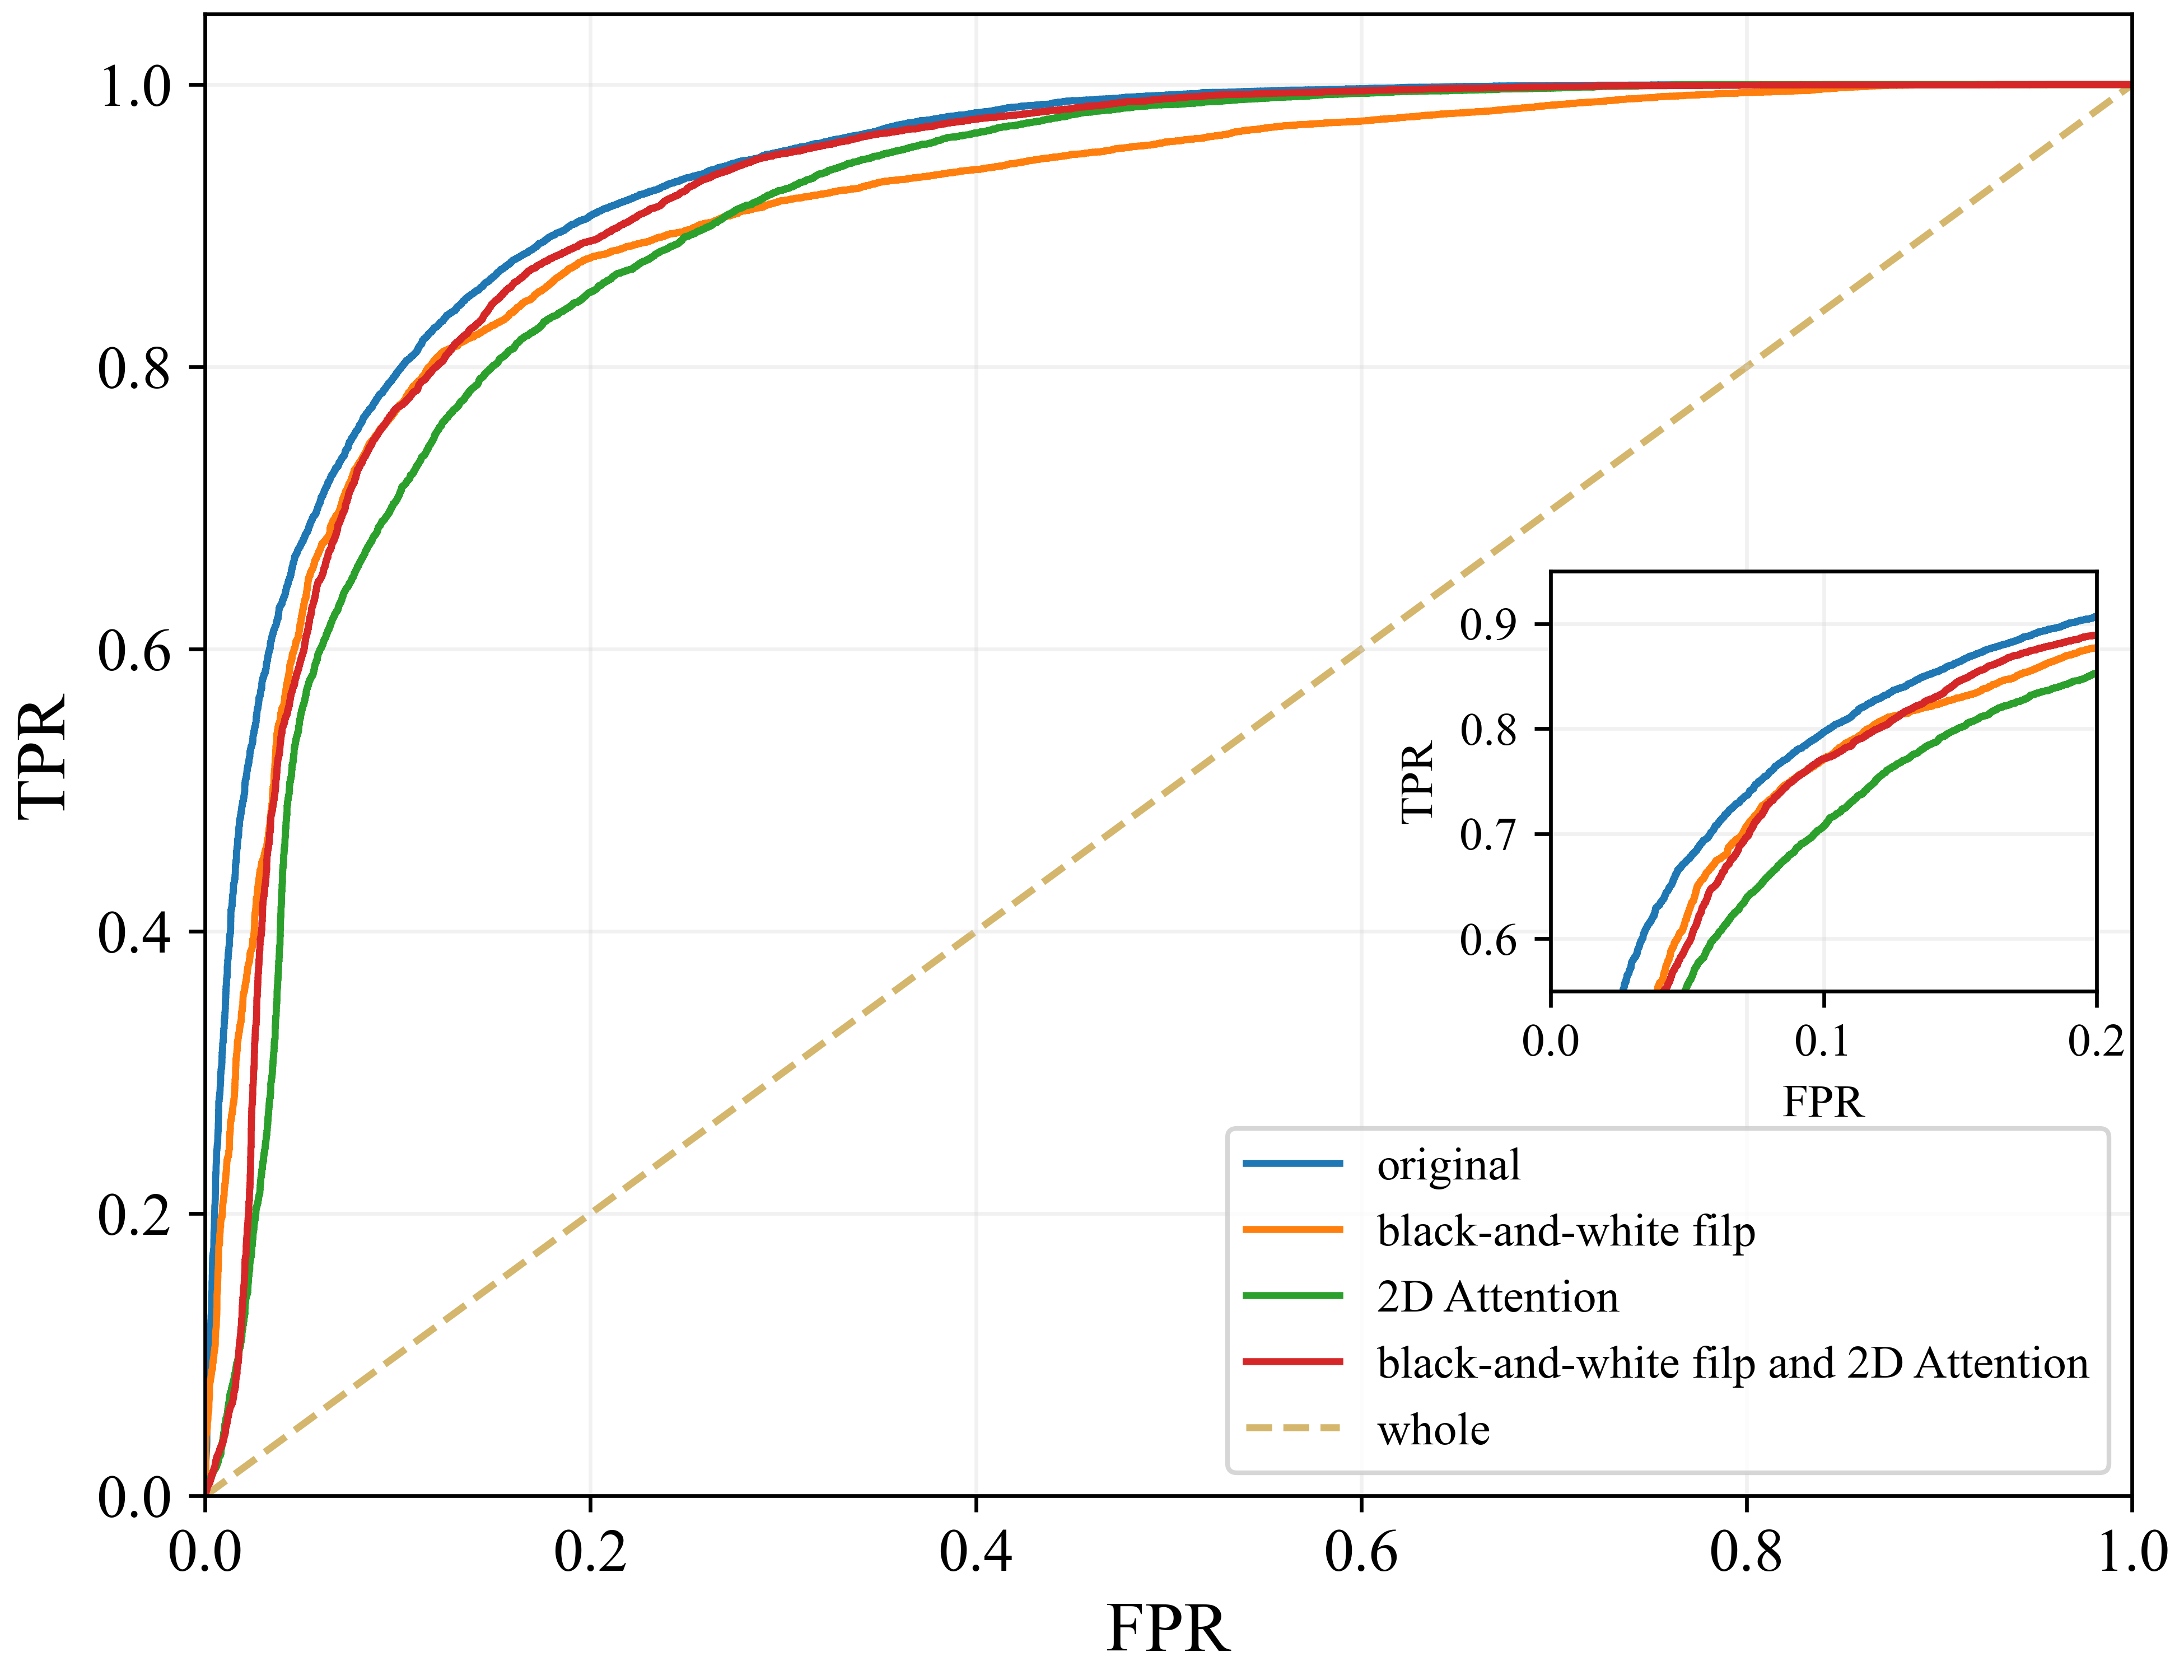 1.0
0.8
0.6
0.4
0.2
0.0
TPR
0.0 0.2 0.4 0.6 0.8 1.0
FPR
0.9
0.8
0.7
0.6
TPR
0.0 0.1 0.2
FPR
original
black-and-white filp
2D Attention
black-and-white filp and 2D Attention
whole